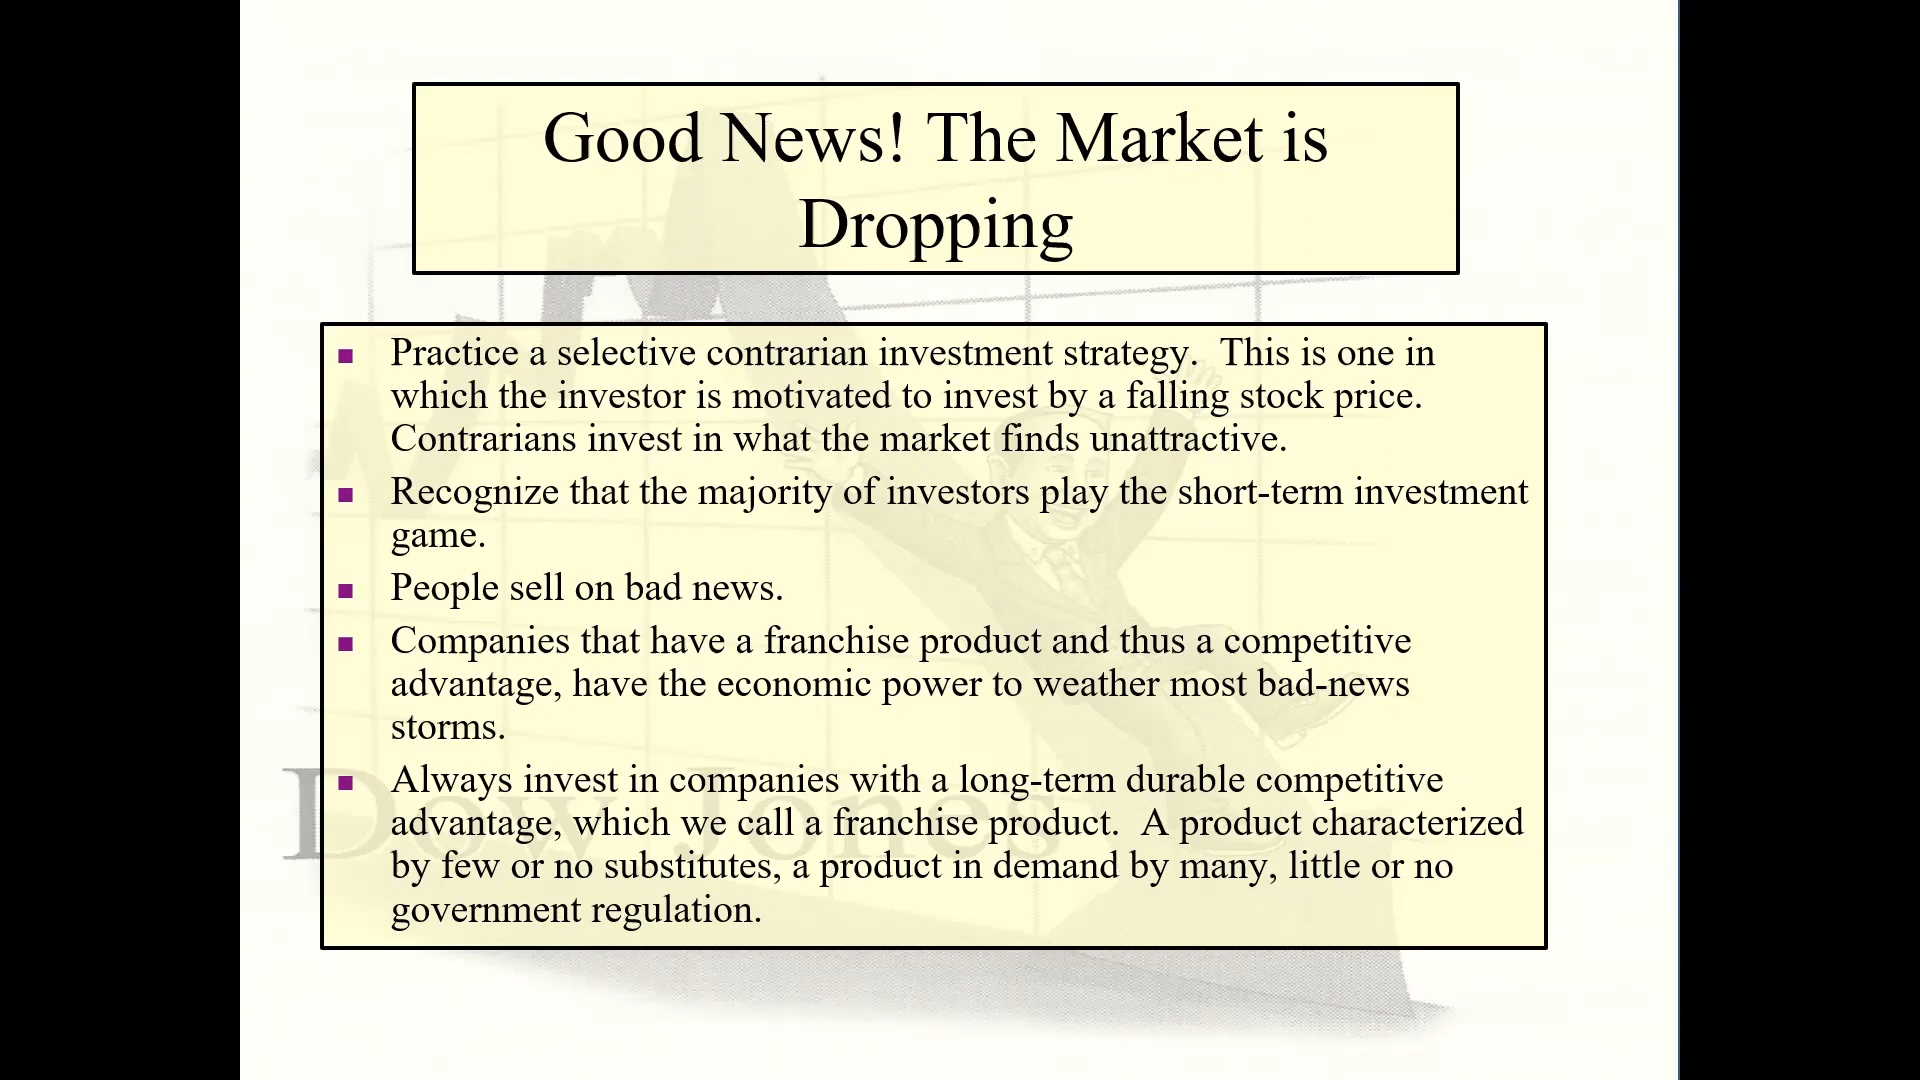 Good News! The Market is
Dropping
Practice a selective contrarian investment strategy.  This is one in
which the investor is motivated to invest by a falling stock price.
Contrarians invest in what the market finds unattractive.
Recognize that the majority of investors play the short-term investment
game.
People sell on bad news.
Companies that have a franchise product and thus a competitive
advantage, have the economic power to weather most bad-news
storms.
Always invest in companies with a long-term durable competitive
advantage, which we call a franchise product.  A product characterized
by few or no substitutes, a product in demand by many, little or no
government regulation.
Dow Jones